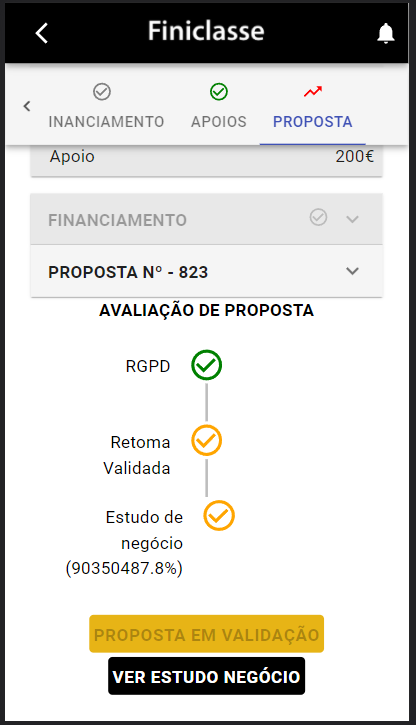 Finiclasse
INANCIAMENTO APOIOS PROPOSTA
Apoio 200€
FINANCIAMENTO
PROPOSTA Nº - 823
AVALIAÇÃO DE PROPOSTA
RGPD
Retoma
Validada
Estudo de
negócio
(90350487.8%)
PROPOSTA EM VALIDAÇÃO
VER ESTUDO NEGÓCIO